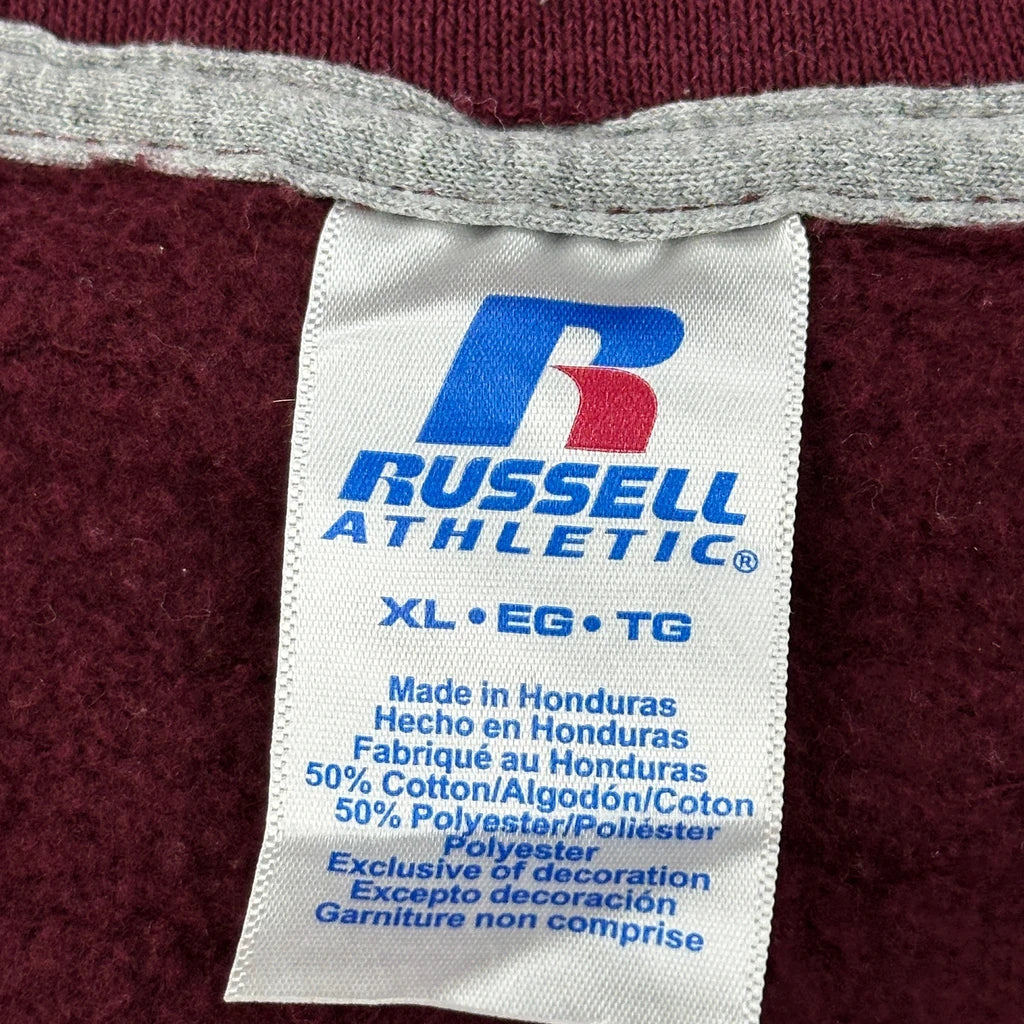 R
RUSSELL
ATHLETIC®
XL • EG • TG
Made in Honduras
Hecho en Honduras
Fabriqué au Honduras
50% Cotton/Algodón/Coton
50% Polyester/Poliéster
Polyester
Exclusive of decoration
Excepto decoración
Garniture non comprise